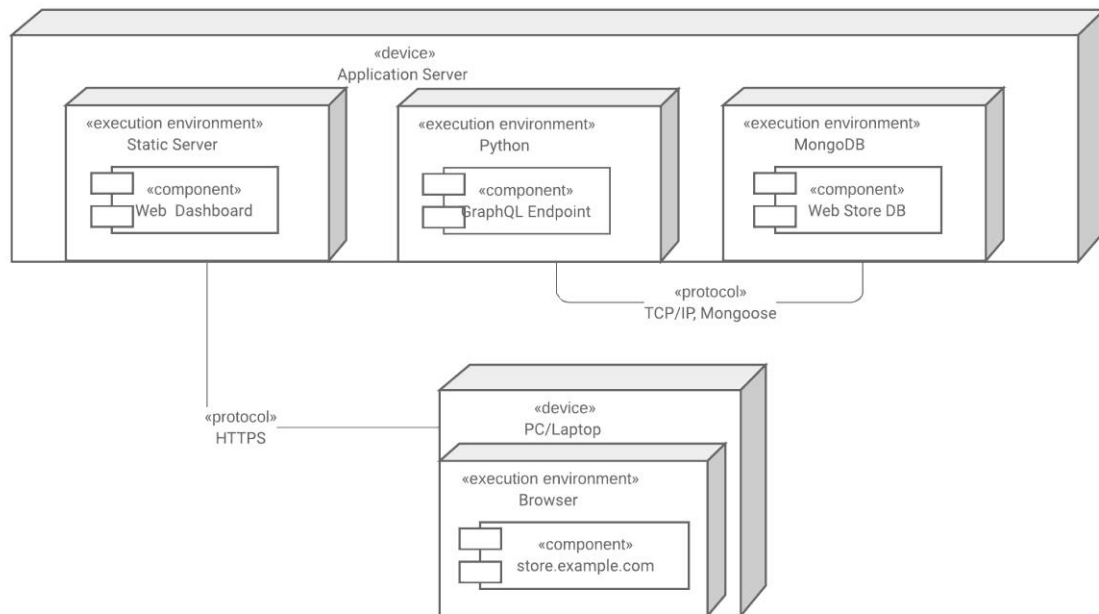 «device»
Application Server
«execution environment»
Static Server
«component»
Web Dashboard
«execution environment»
Python
«component»
GraphQL Endpoint
«execution environment»
MongoDB
«component»
Web Store DB
«protocol»
TCP/IP, Mongoose
«protocol»
HTTPS
«device»
PC/Laptop
«execution environment»
Browser
«component»
store.example.com